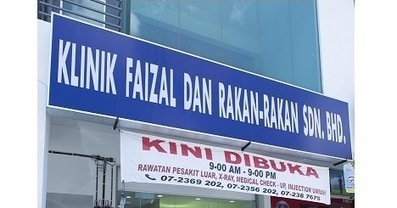 KLINIK FAIZAL DAN RAKAN-RAKAN SDN. BHD.
KINI DIBUKA
9-00 AM - 9-00 PM
RAWATAN PESAKIT LUAR, X-RAY, MEDICAL CHECK - UP, INJECTION UMRAH
07-2369 202, 07-2356 202, 07-238 7675